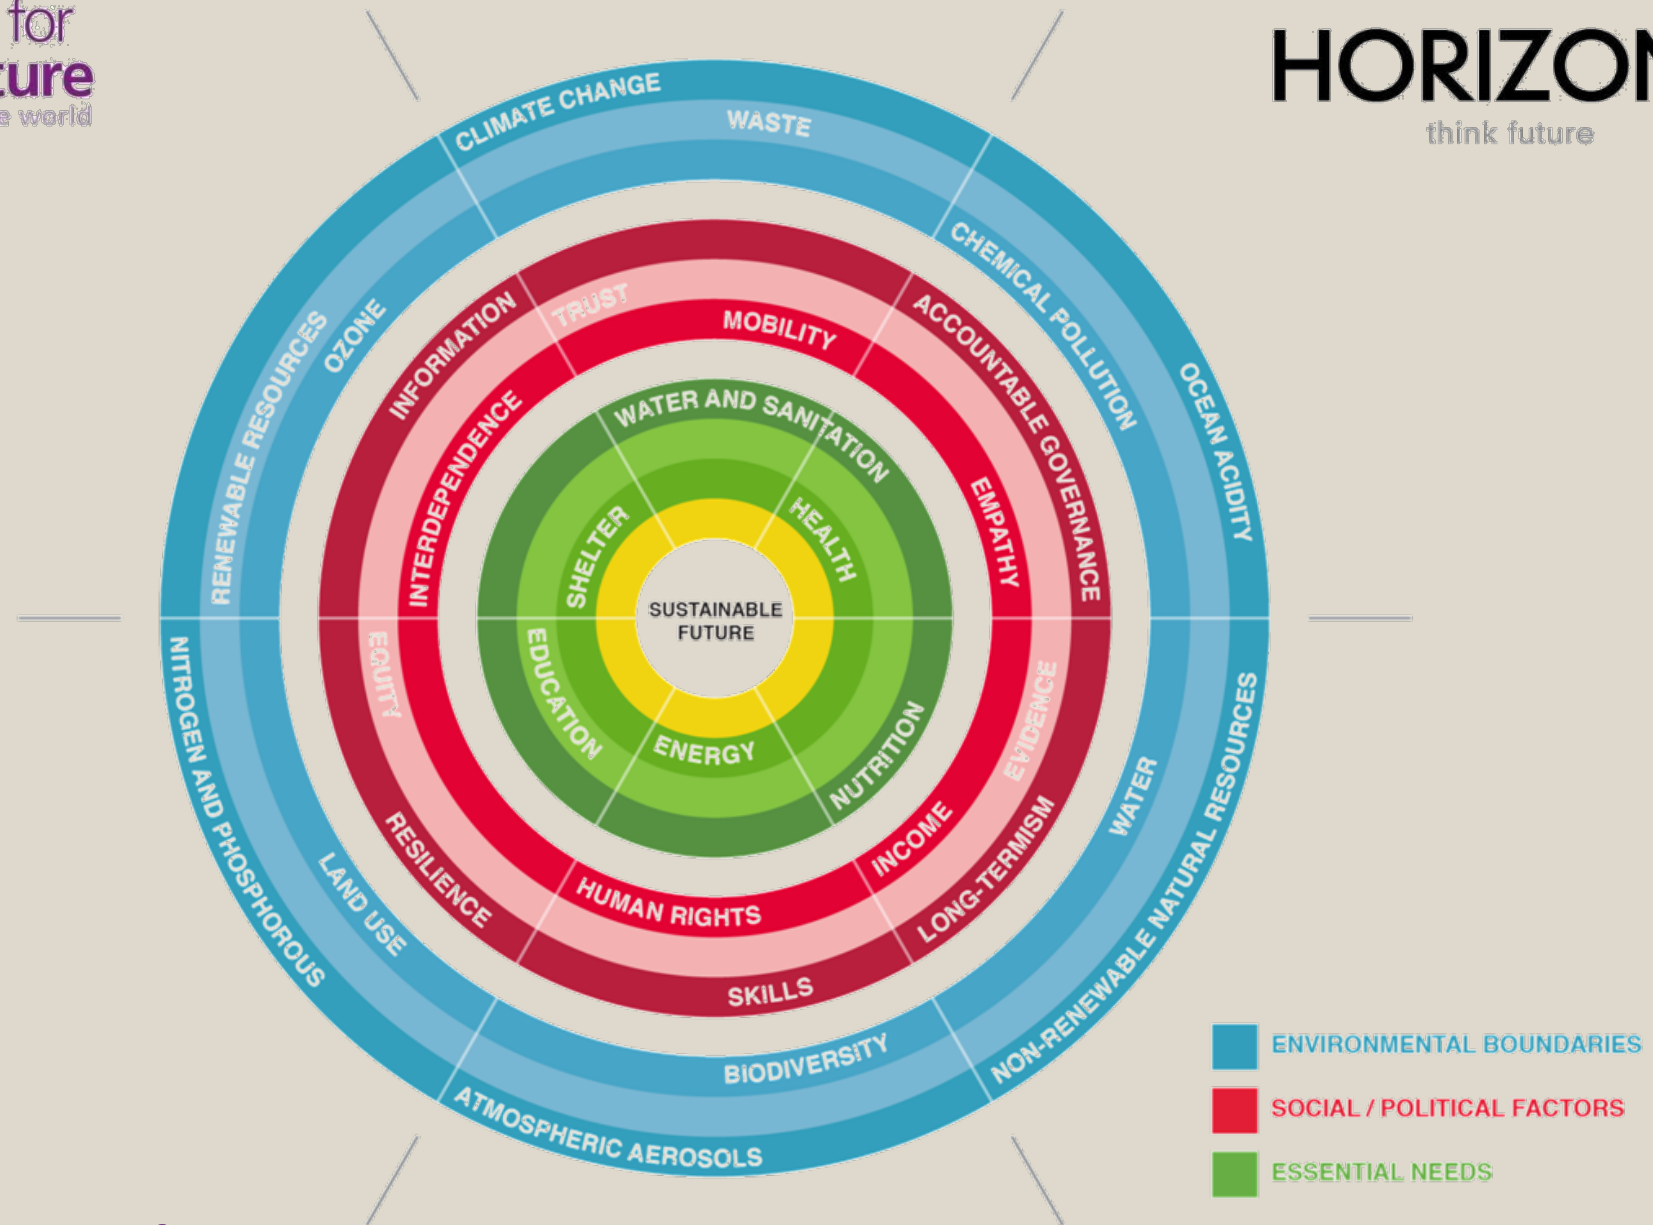 for
ture
e world
HORIZON
think future
CLIMATE CHANGE
WASTE
CHEMICAL POLLUTION
OCEAN ACIDITY
RENEWABLE RESOURCES
OZONE
INFORMATION
TRUST
MOBILITY
ACCOUNTABLE GOVERNANCE
INTERDEPENDENCE
EMPATHY
WATER AND SANITATION
SHELTER
HEALTH
SUSTAINABLE
FUTURE
EDUCATION
ENERGY
NUTRITION
EQUITY
EVIDENCE
RESILIENCE
HUMAN RIGHTS
INCOME
LONG-TERMISM
SKILLS
NITROGEN AND PHOSPHOROUS
LAND USE
WATER
NON-RENEWABLE NATURAL RESOURCES
BIODIVERSITY
ATMOSPHERIC AEROSOLS
ENVIRONMENTAL BOUNDARIES
SOCIAL / POLITICAL FACTORS
ESSENTIAL NEEDS